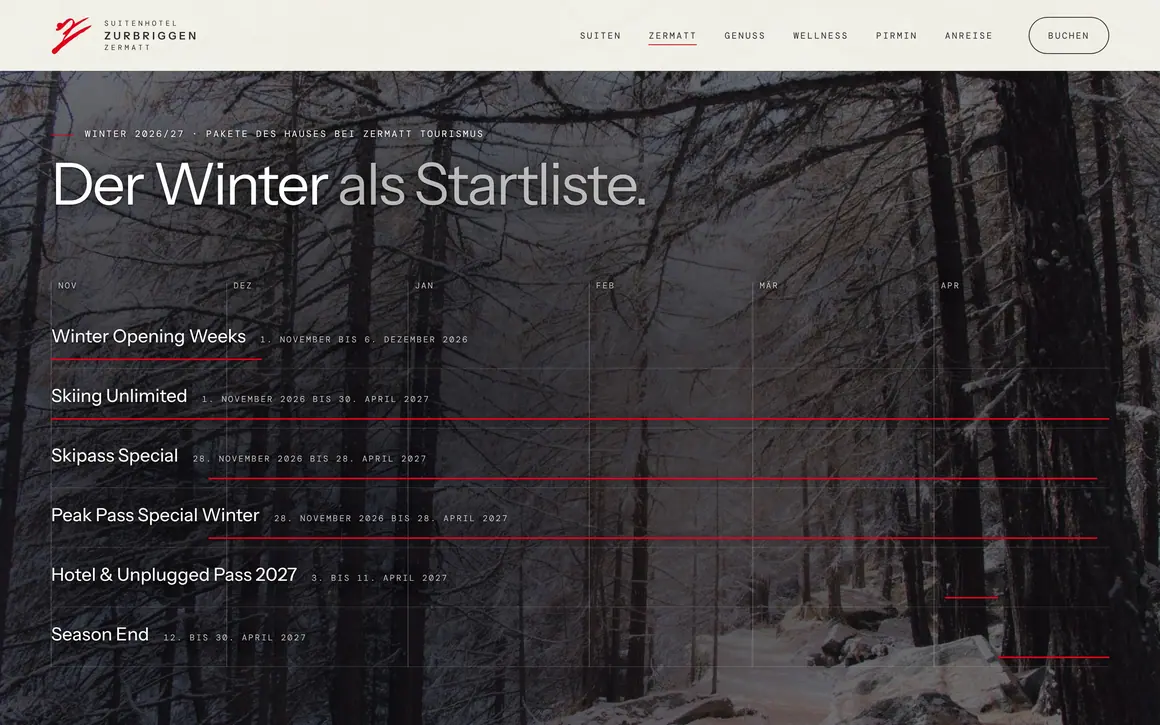 SUITENHOTEL
ZURBRIGGEN
ZERMATT
SUITEN ZERMATT GENUSS WELLNESS PIRMIN ANREISE BUCHEN
WINTER 2026/27 · PAKETE DES HAUSES BEI ZERMATT TOURISMUS
Der Winter als Startliste.
NOV DEZ JAN FEB MÄR APR
Winter Opening Weeks 1. NOVEMBER BIS 6. DEZEMBER 2026
Skiing Unlimited 1. NOVEMBER 2026 BIS 30. APRIL 2027
Skipass Special 28. NOVEMBER 2026 BIS 28. APRIL 2027
Peak Pass Special Winter 28. NOVEMBER 2026 BIS 28. APRIL 2027
Hotel & Unplugged Pass 2027 3. BIS 11. APRIL 2027
Season End 12. BIS 30. APRIL 2027